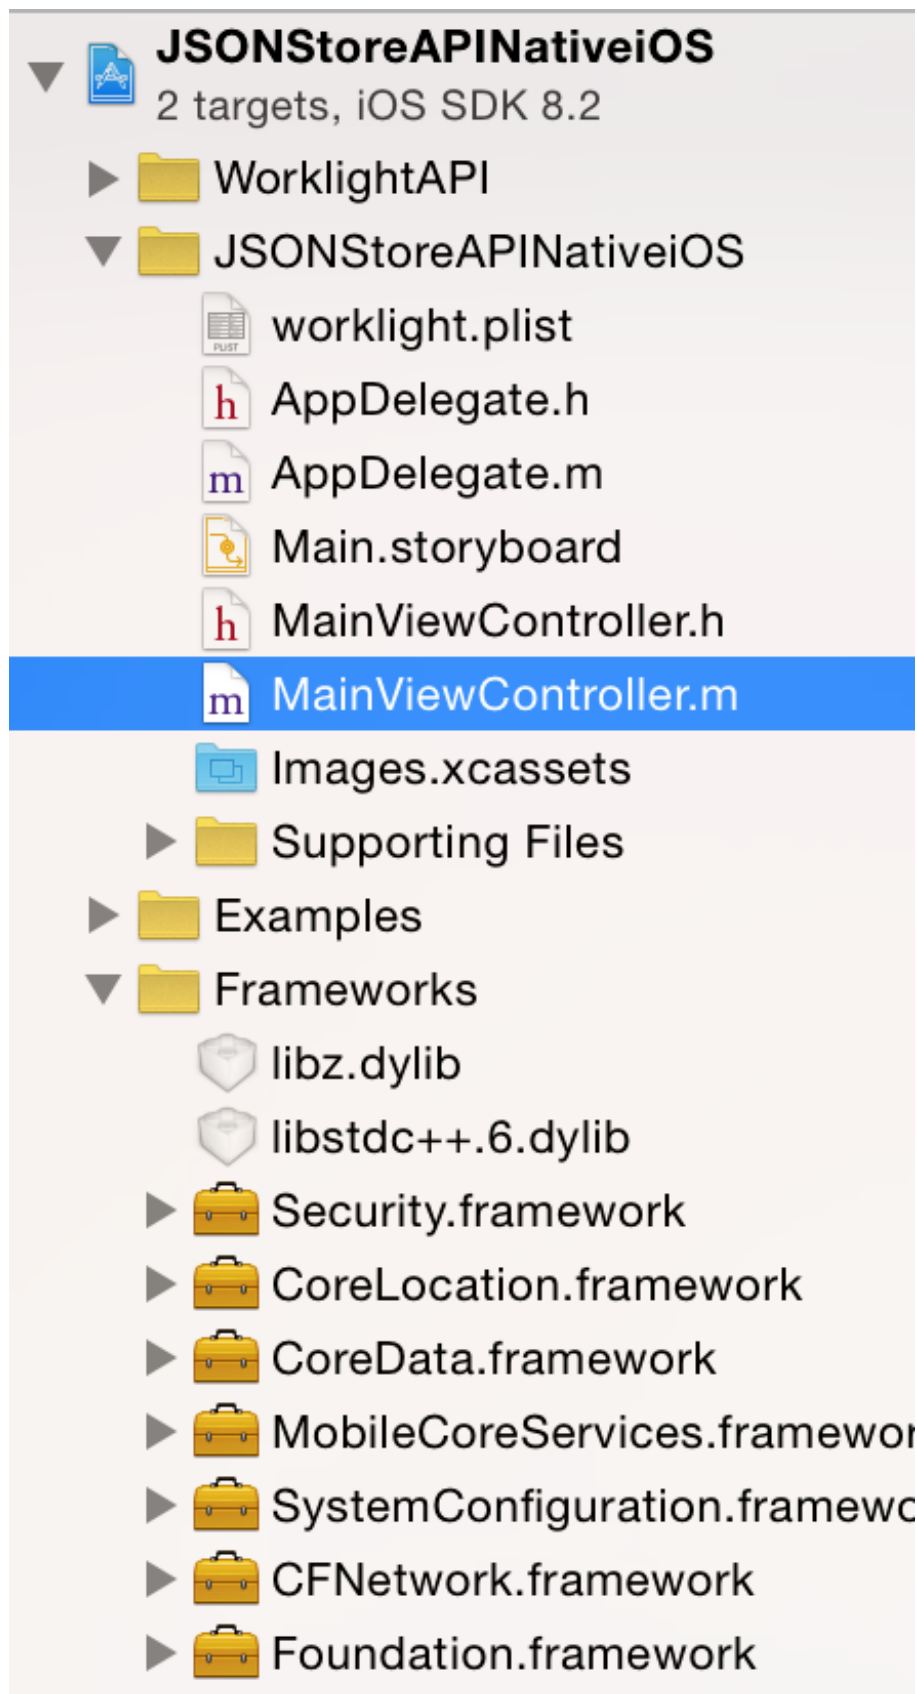 JSONStoreAPINativeiOS
2 targets, iOS SDK 8.2
WorklightAPI
JSONStoreAPINativeiOS
PLIST worklight.plist
h AppDelegate.h
m AppDelegate.m
Main.storyboard
h MainViewController.h
m MainViewController.m
Images.xcassets
Supporting Files
Examples
Frameworks
libz.dylib
libstdc++.6.dylib
Security.framework
CoreLocation.framework
CoreData.framework
MobileCoreServices.framewor
SystemConfiguration.framewo
CFNetwork.framework
Foundation.framework